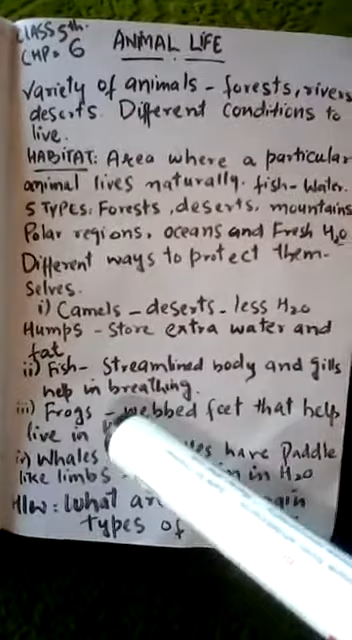 CLASS 5th.
CHP. 6 ANIMAL LIFE
Variety of animals - forests, rivers
deserts. Different conditions to
live.
HABITAT: Area where a particular
animal lives naturally. fish - Water.
5 TYPES: Forests, deserts, mountains
Polar regions, oceans and Fresh H2O
Different ways to protect them-
selves.
i) Camels - deserts - less H2O
Humps - Store extra water and
fat
ii) Fish - Streamlined body and gills
help in breathing.
iii) Frogs - webbed feet that help
live in
iv) Whales have Paddle
like limbs - in H2O
H/w: What
types of